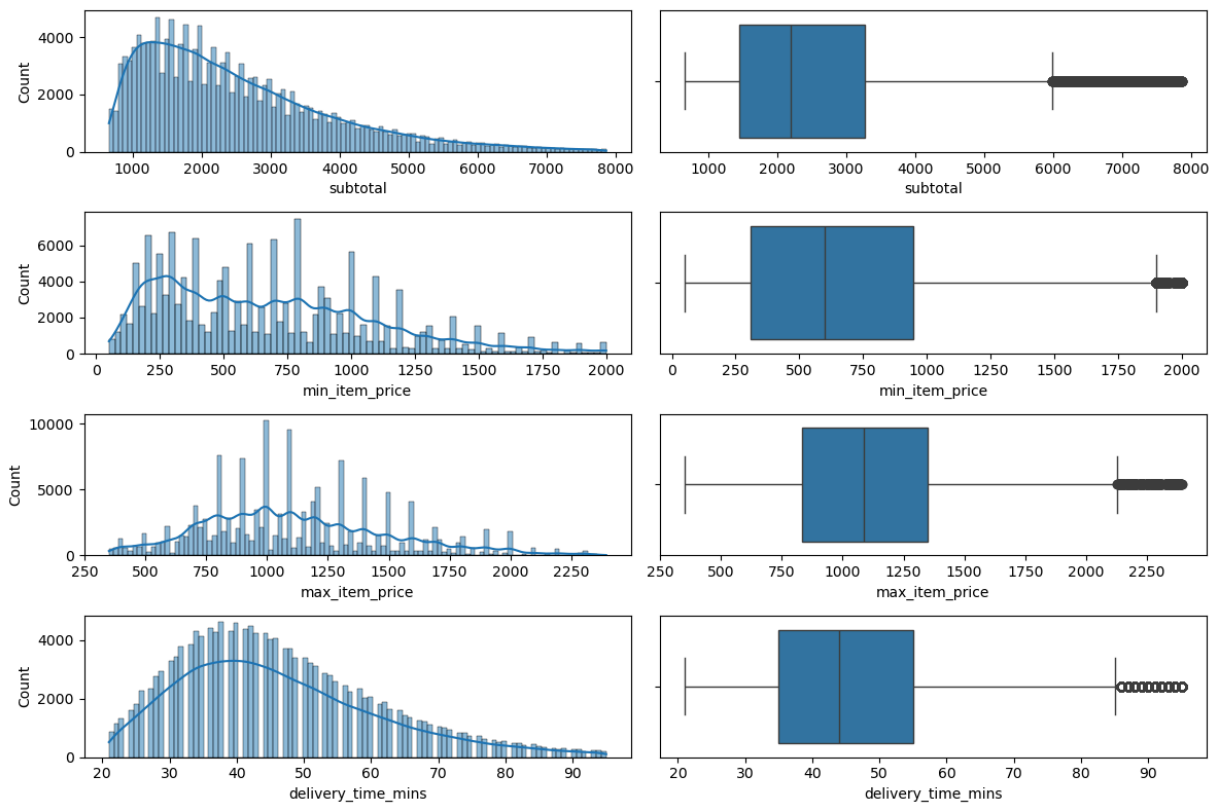 4000
2000
0
Count
1000 2000 3000 4000 5000 6000 7000 8000
subtotal
1000 2000 3000 4000 5000 6000 7000 8000
subtotal
6000
4000
2000
0
Count
0 250 500 750 1000 1250 1500 1750 2000
min_item_price
0 250 500 750 1000 1250 1500 1750 2000
min_item_price
10000
5000
0
Count
250 500 750 1000 1250 1500 1750 2000 2250
max_item_price
250 500 750 1000 1250 1500 1750 2000 2250
max_item_price
4000
2000
0
Count
20 30 40 50 60 70 80 90
delivery_time_mins
20 30 40 50 60 70 80 90
delivery_time_mins